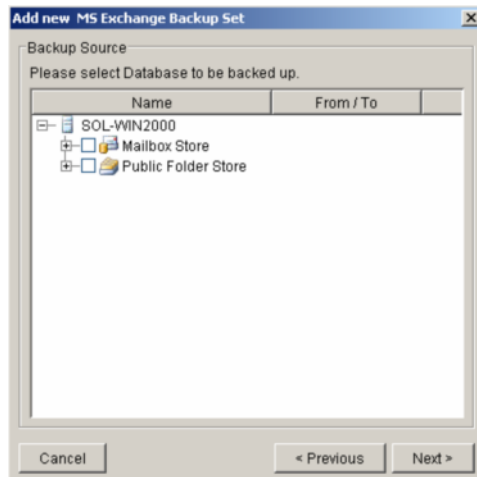 Add new MS Exchange Backup Set
Backup Source
Please select Database to be backed up.
Name From / To
SOL-WIN2000
Mailbox Store
Public Folder Store
Cancel < Previous Next >